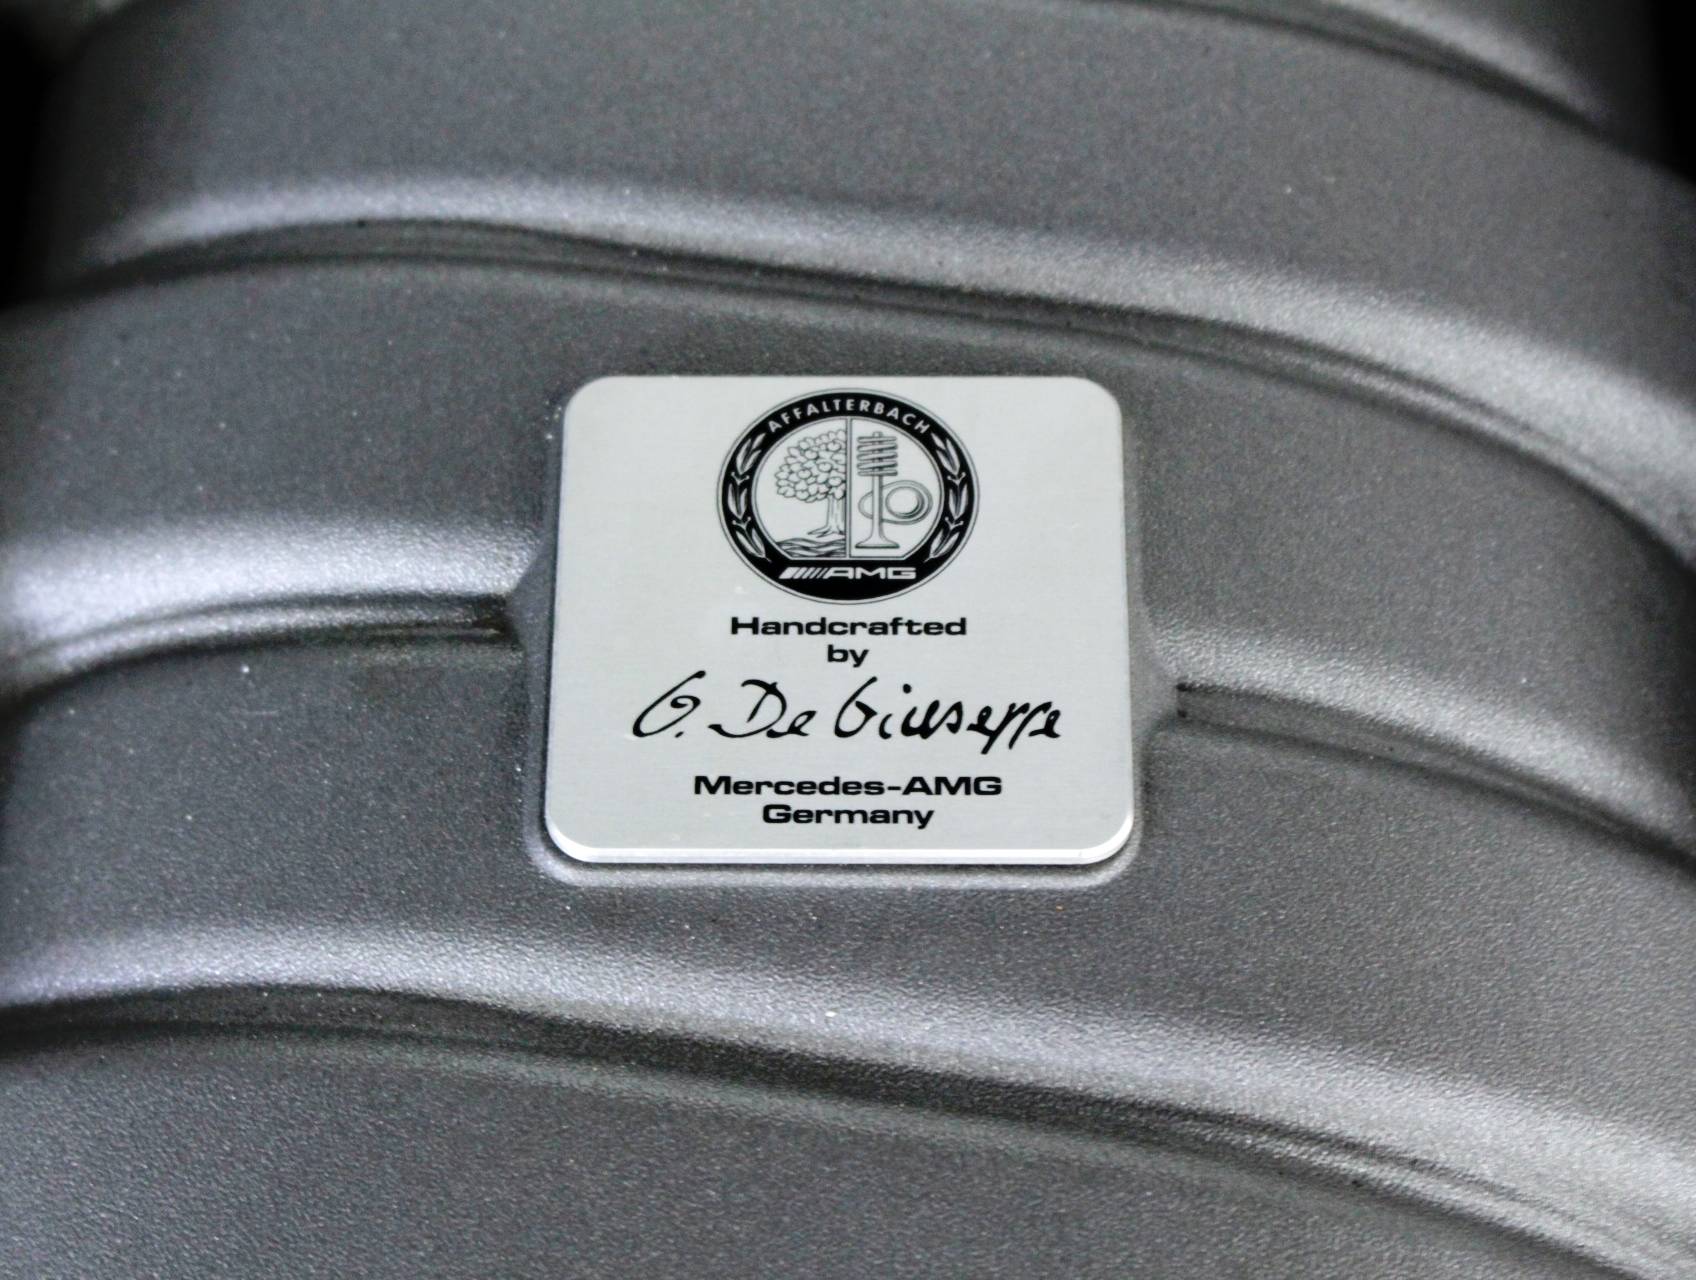 AFFALTERBACH
AMG
Handcrafted
by
G. De Giuseppe
Mercedes-AMG
Germany